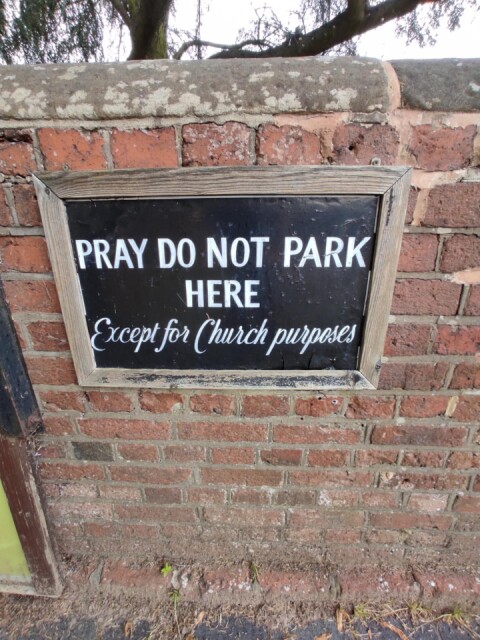 PRAY DO NOT PARK
HERE
Except for Church purposes